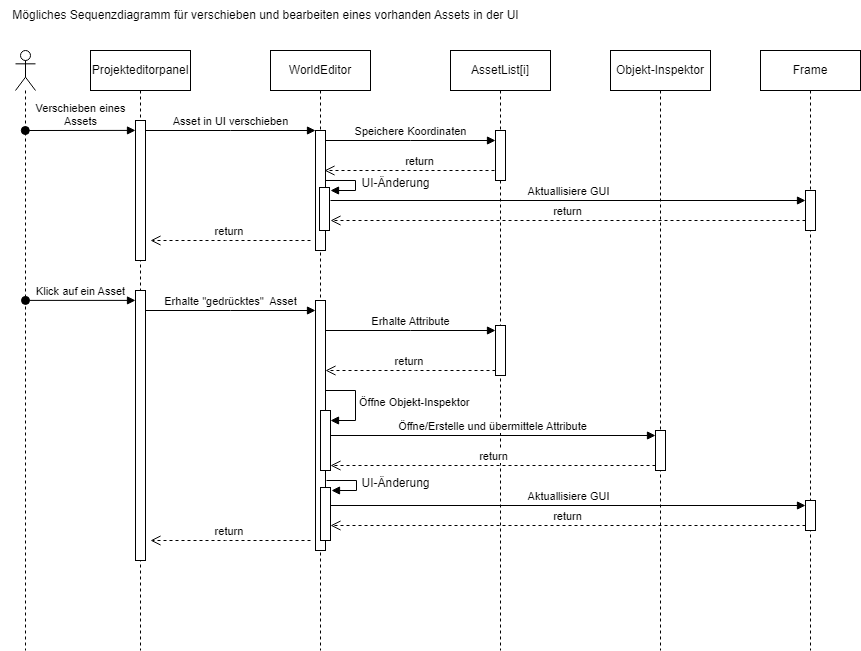 Mögliches Sequenzdiagramm für verschieben und bearbeiten eines vorhanden Assets in der UI
Projekteditorpanel
WorldEditor
AssetList[i]
Objekt-Inspektor
Frame
Verschieben eines
Assets
Asset in UI verschieben
Speichere Koordinaten
return
UI-Änderung
Aktuallisiere GUI
return
return
Klick auf ein Asset
Erhalte "gedrücktes" Asset
Erhalte Attribute
return
Öffne Objekt-Inspektor
Öffne/Erstelle und übermittele Attribute
return
UI-Änderung
Aktuallisiere GUI
return
return